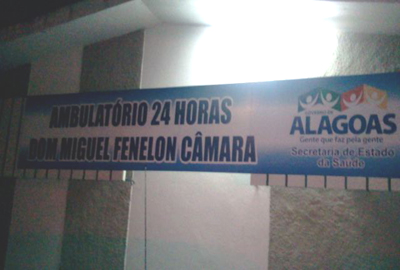 AMBULATÓRIO 24 HORAS
DOM MIGUEL FENELON CÂMARA
ALAGOAS
Gente que faz pela gente
Secretaria de Estado
da Saúde